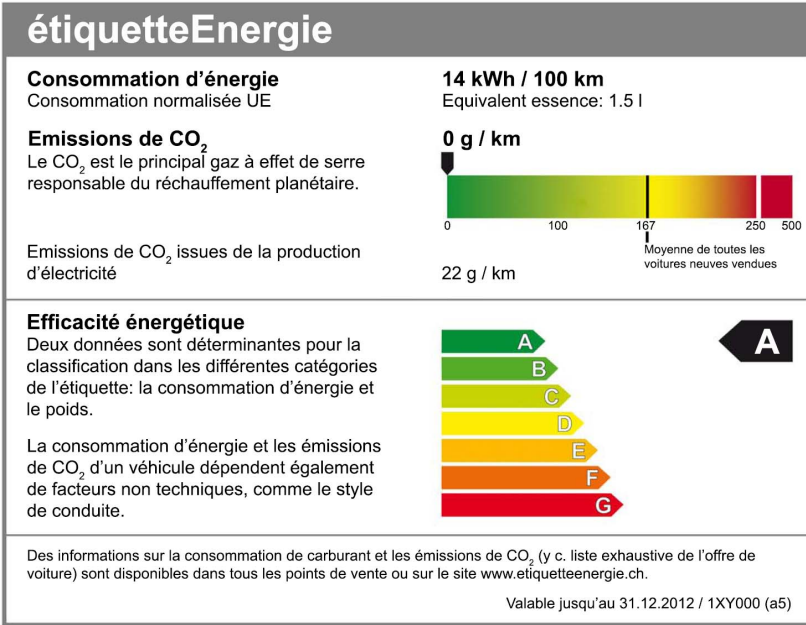 étiquetteEnergie
Consommation d'énergie
14 kWh / 100 km
Consommation normalisée UE
Equivalent essence: 1.5 l
Emissions de CO₂
0 g / km
Le CO₂ est le principal gaz à effet de serre
responsable du réchauffement planétaire.
0
100
167
250
500
Moyenne de toutes les
voitures neuves vendues
Emissions de CO₂ issues de la production
d'électricité
22 g / km
Efficacité énergétique
Deux données sont déterminantes pour la
classification dans les différentes catégories
de l'étiquette: la consommation d'énergie et
le poids.
La consommation d'énergie et les émissions
de CO₂ d'un véhicule dépendent également
de facteurs non techniques, comme le style
de conduite.
A
B
C
D
E
F
G
A
Des informations sur la consommation de carburant et les émissions de CO₂ (y c. liste exhaustive de l'offre de
voiture) sont disponibles dans tous les points de vente ou sur le site www.etiquetteenergie.ch.
Valable jusqu'au 31.12.2012 / 1XY000 (a5)